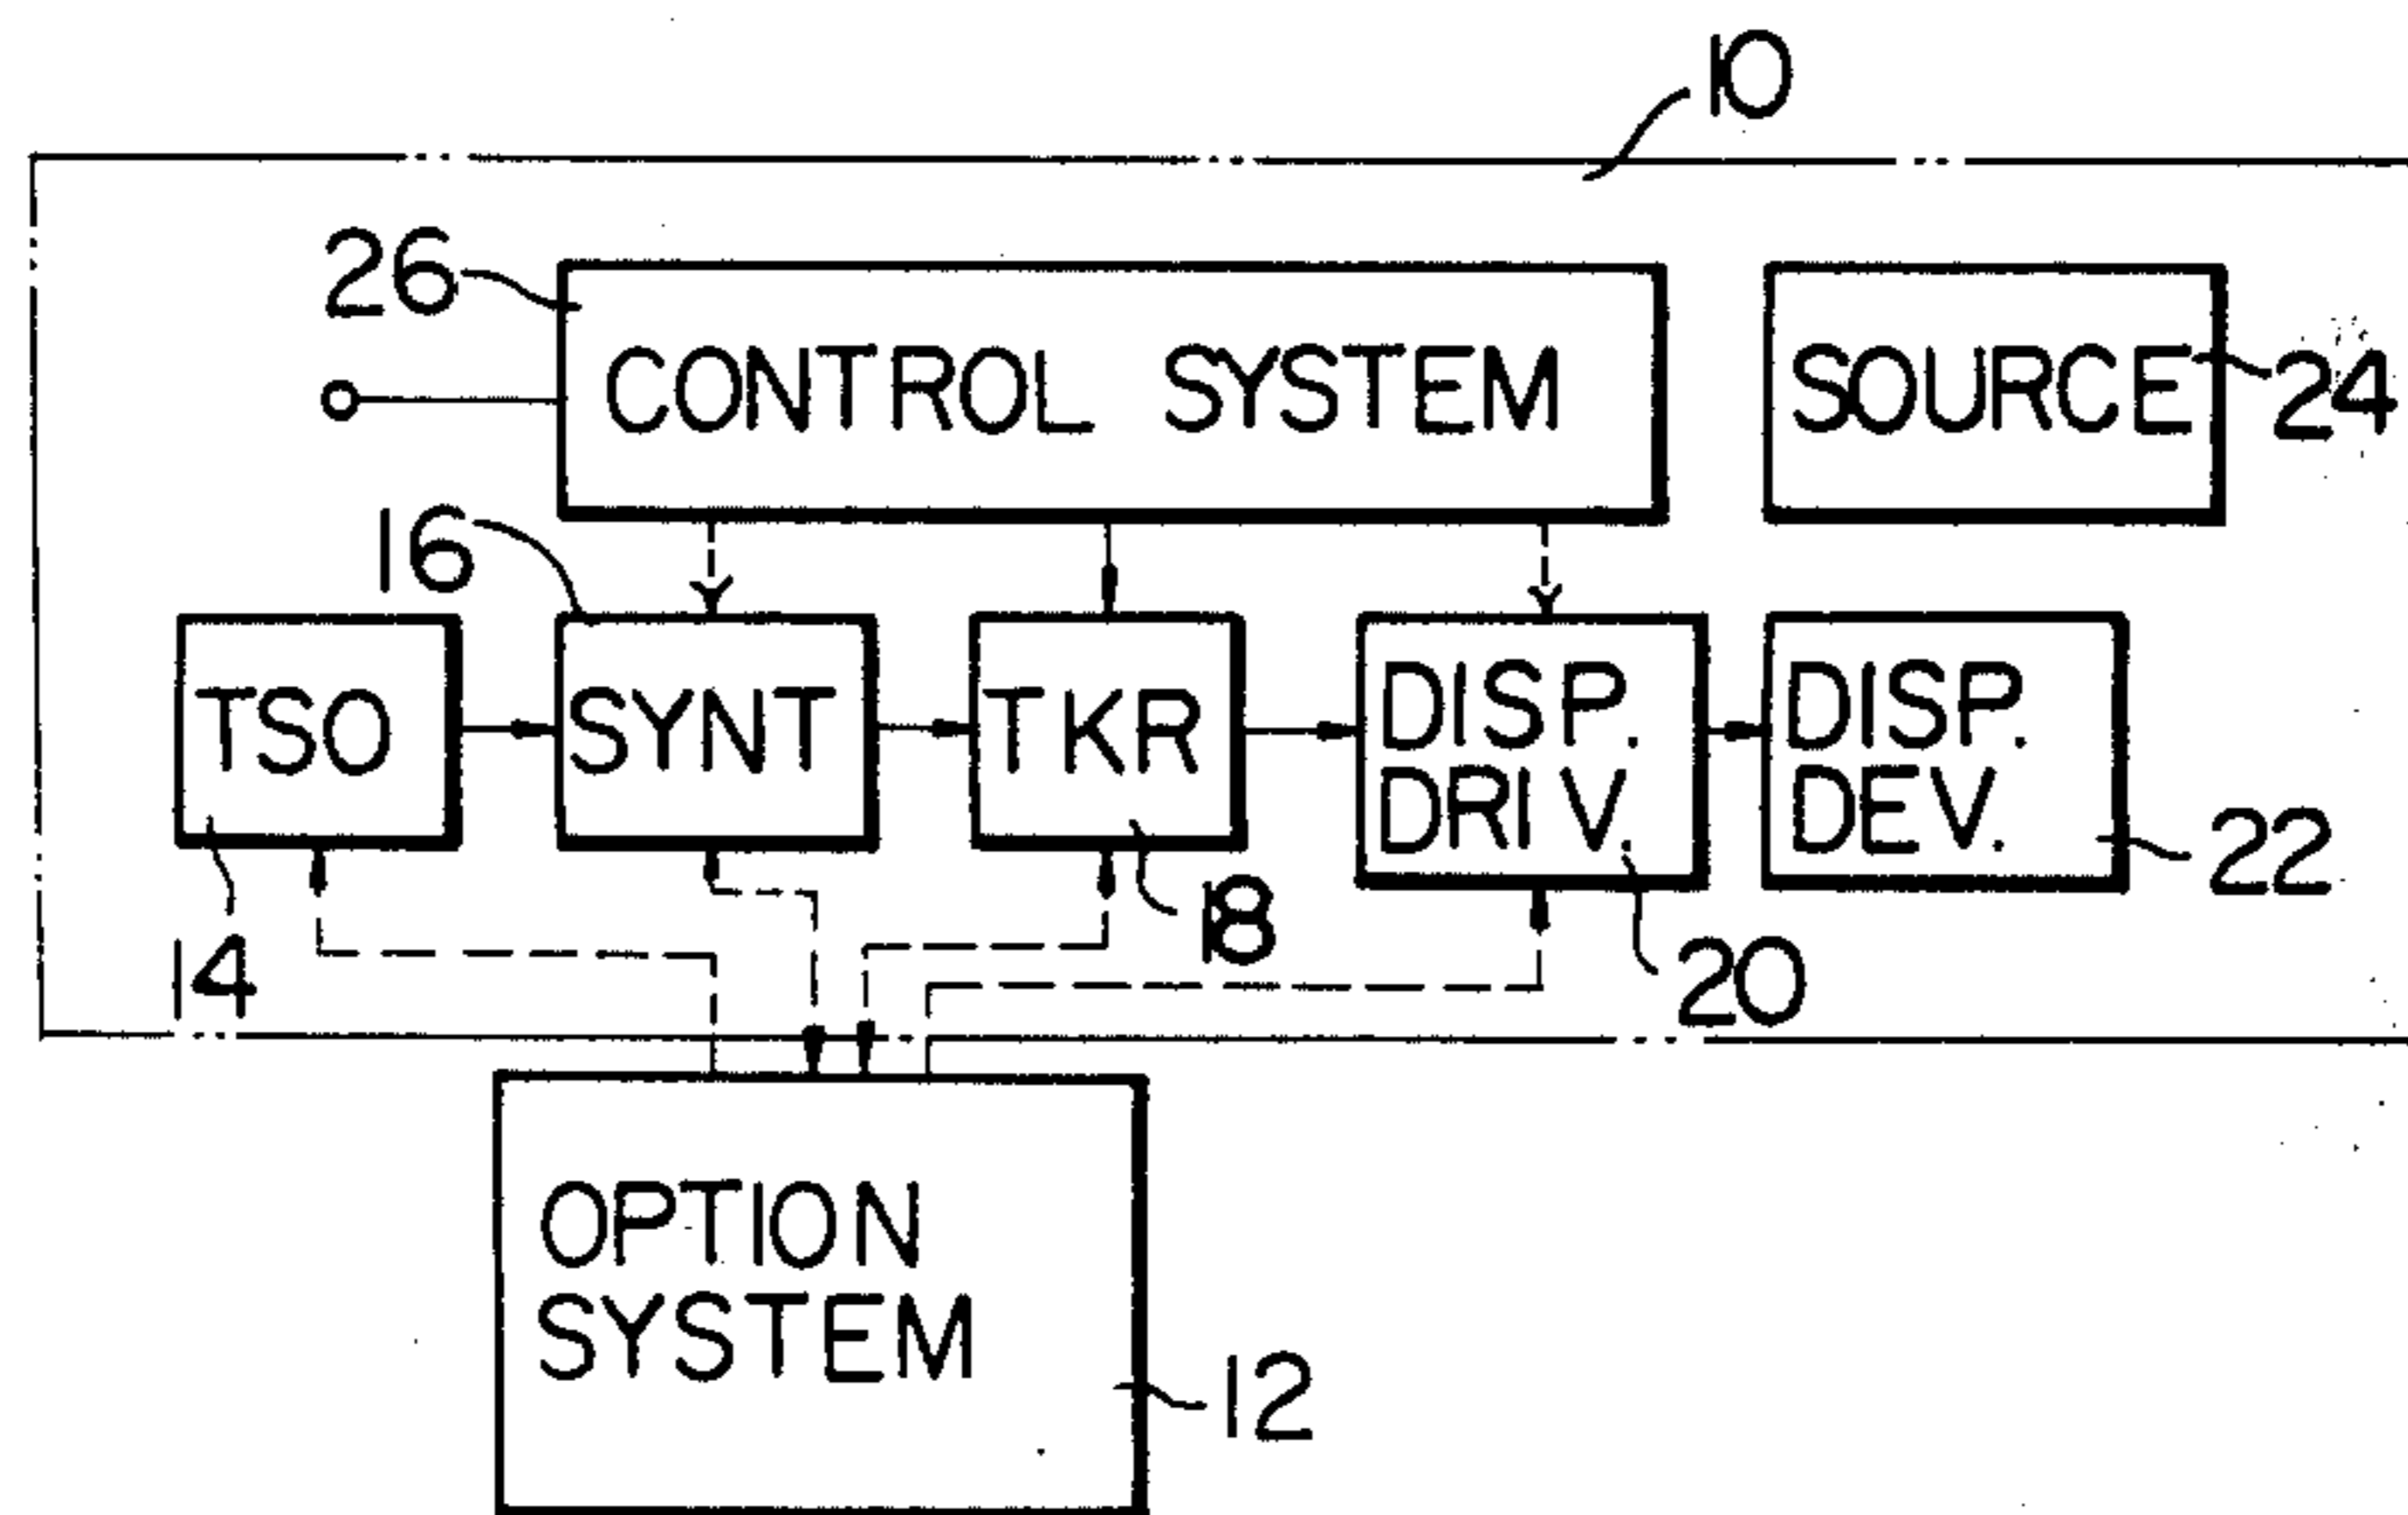 10
26
CONTROL SYSTEM
SOURCE
24
16
TSO
SYNT
TKR
DISP.
DRIV.
DISP.
DEV.
22
14
18
20
OPTION
SYSTEM
12